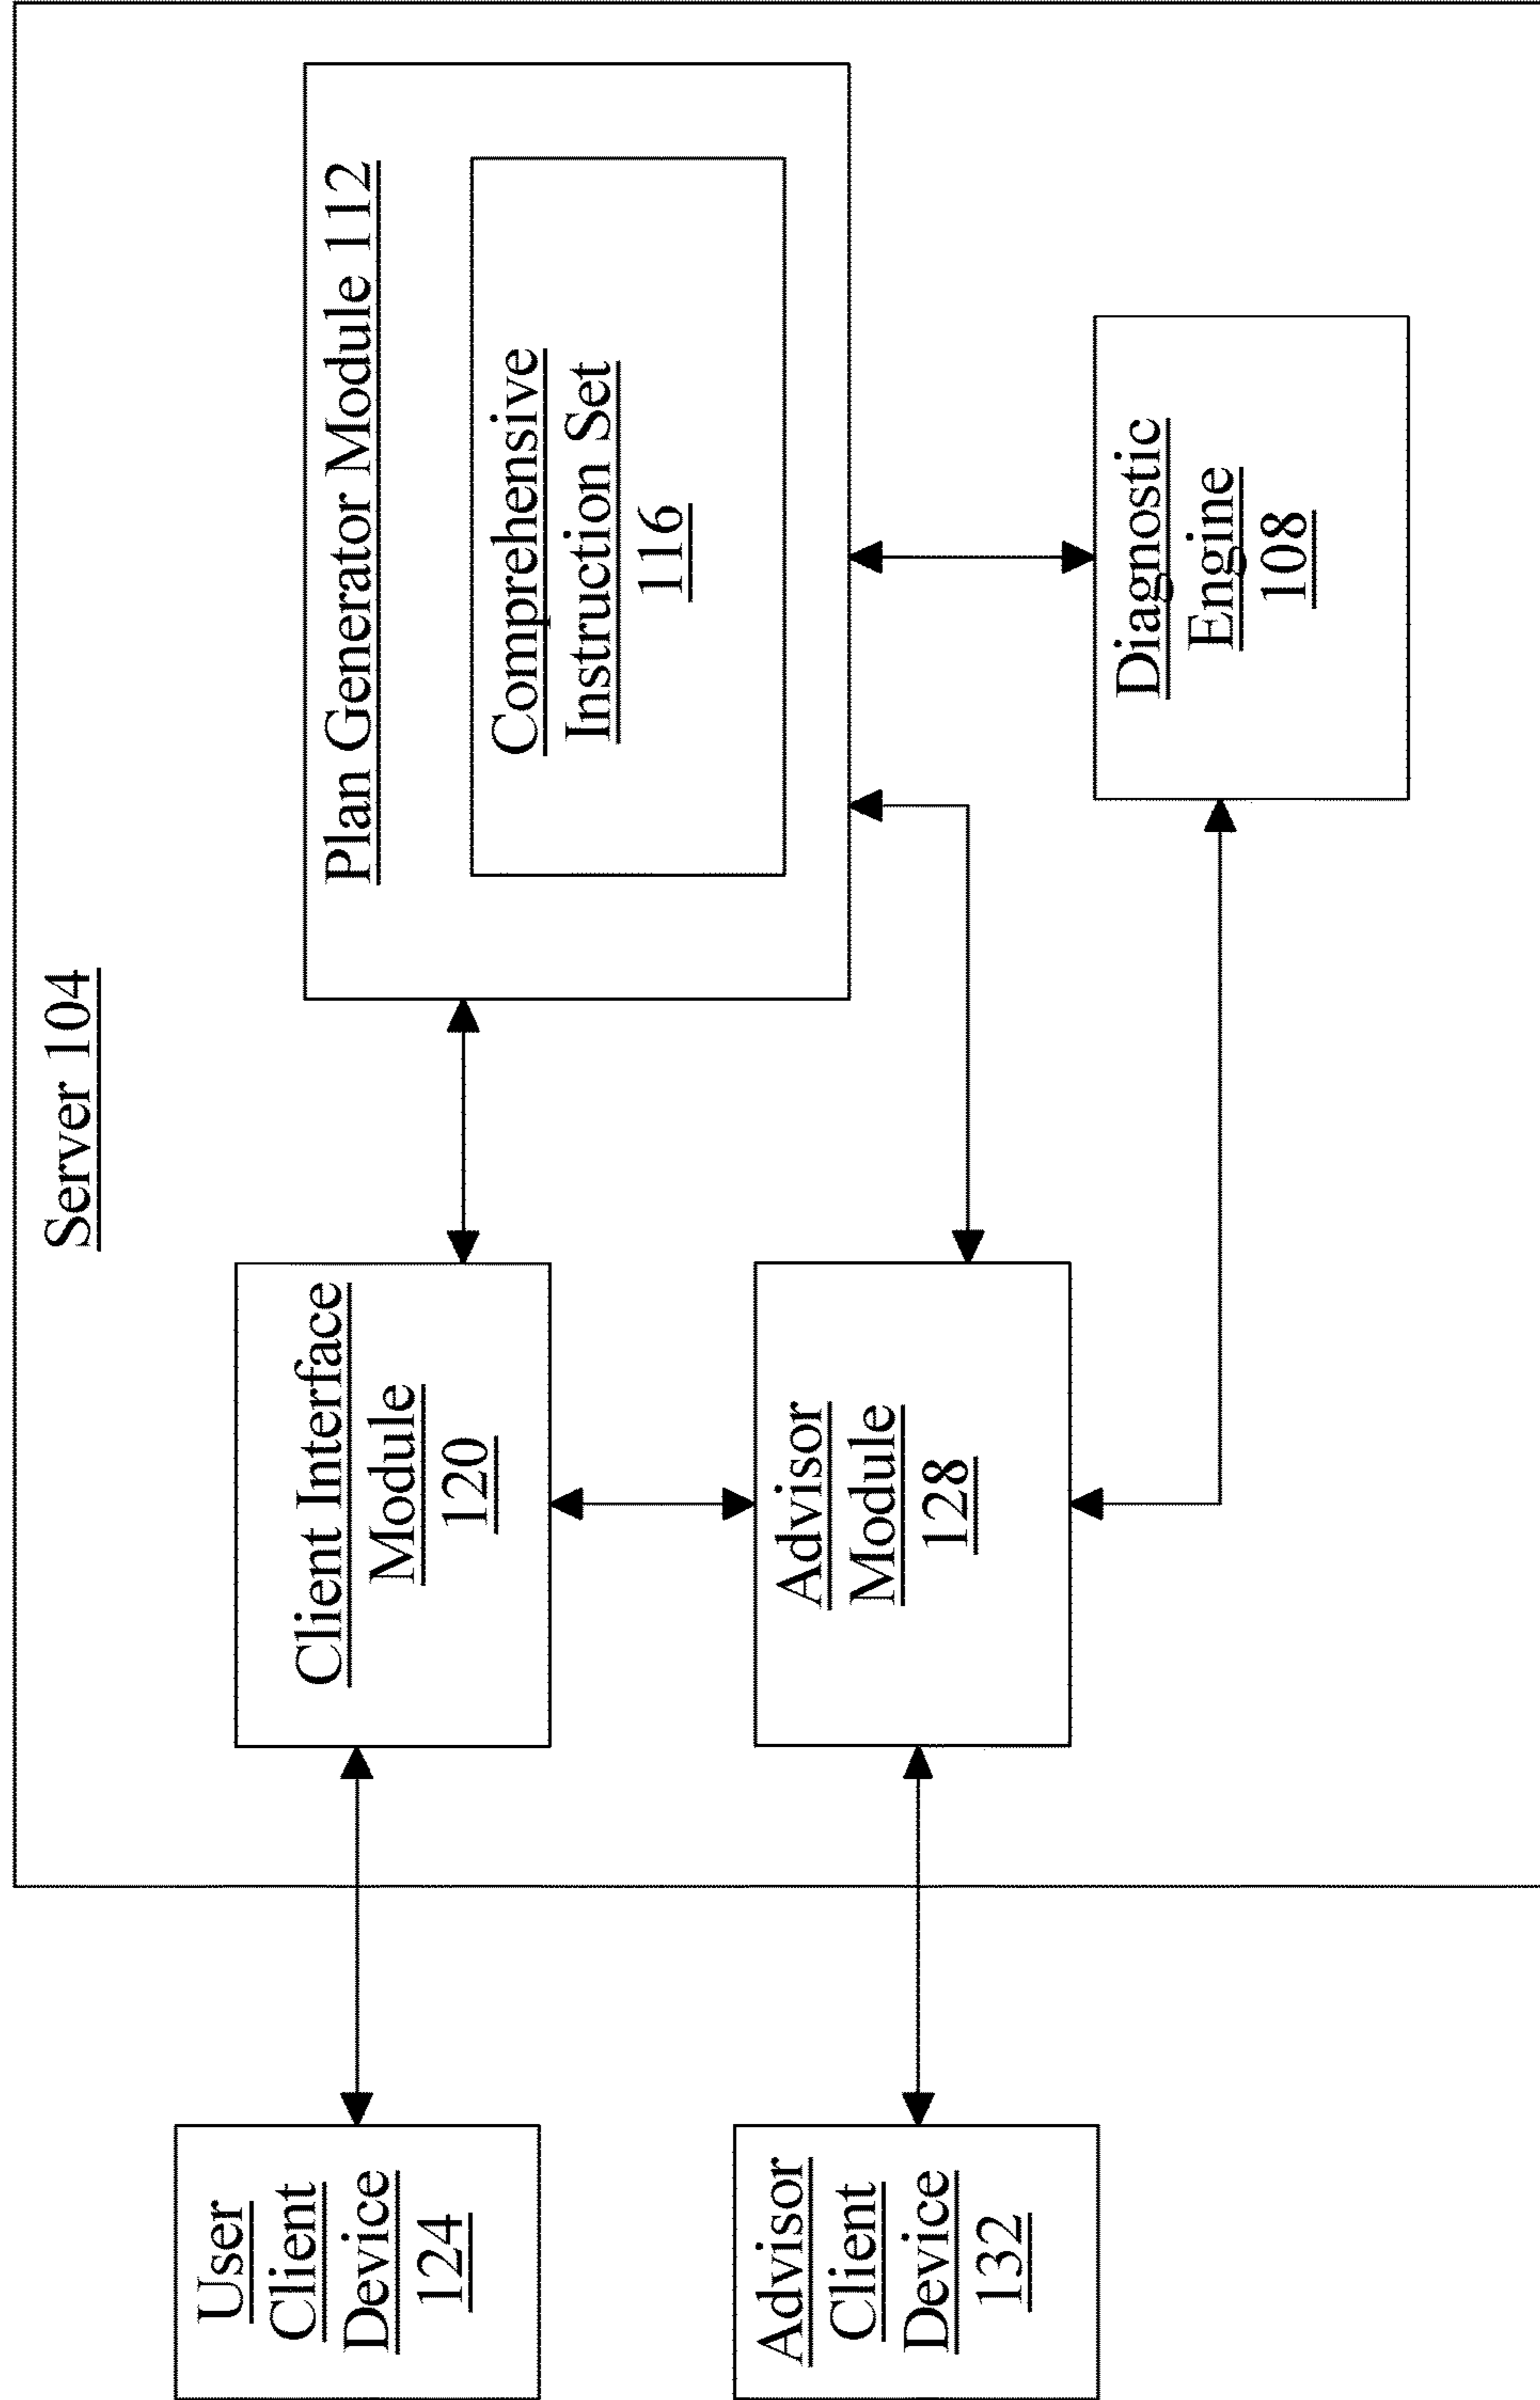 Server 104
User
Client
Device
124
Client Interface
Module
120
Plan Generator Module 112
Comprehensive
Instruction Set
116
Advisor
Client
Device
132
Advisor
Module
128
Diagnostic
Engine
108